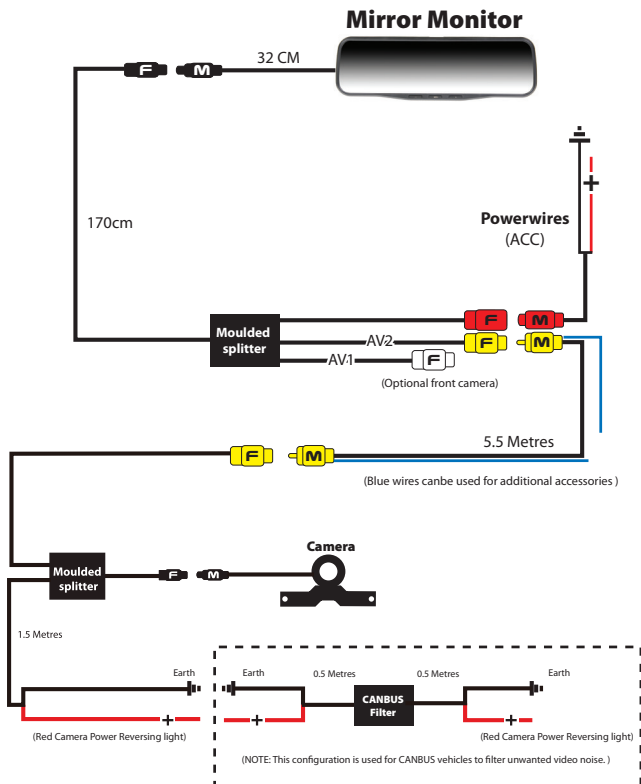 Mirror Monitor
32 CM
F
M
170cm
+
Powerwires
(ACC)
Moulded
splitter
F
M
AV2
F
M
AV1
F
(Optional front camera)
5.5 Metres
F
M
(Blue wires canbe used for additional accessories )
Camera
Moulded
splitter
F
M
1.5 Metres
Earth
+
(Red Camera Power Reversing light)
Earth
0.5 Metres
CANBUS
Filter
0.5 Metres
Earth
+
+
(Red Camera Power Reversing light)
(NOTE: This configuration is used for CANBUS vehicles to filter unwanted video noise. )